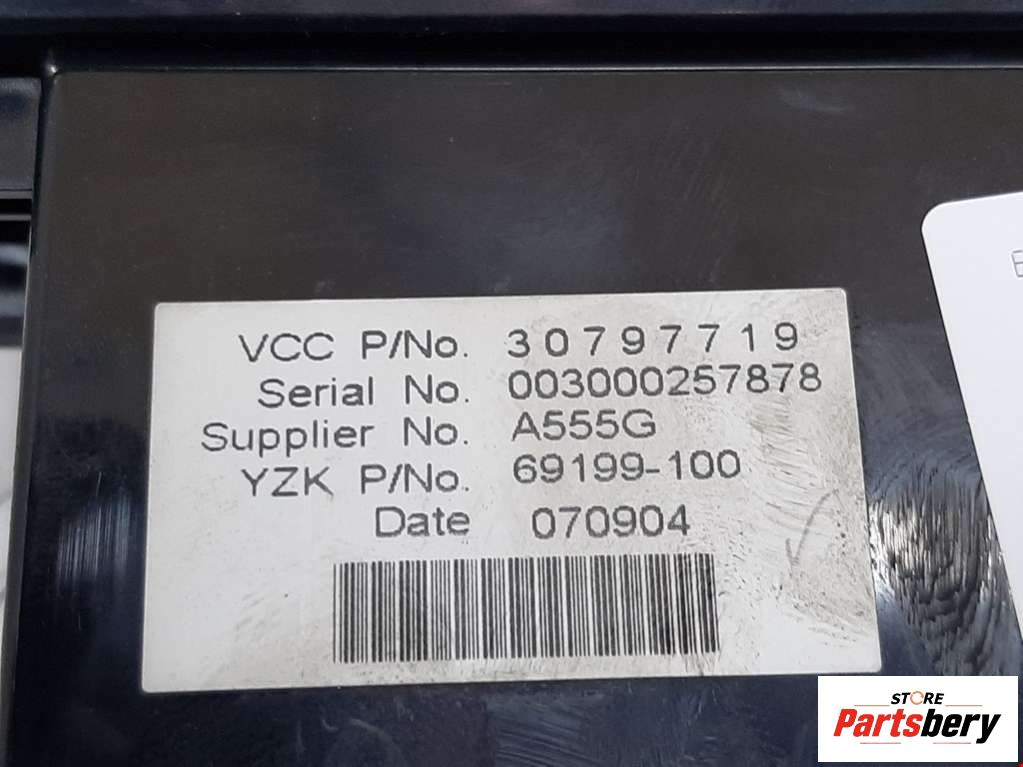 VCC P/No. 30797719
Serial No. 003000257878
Supplier No. A555G
YZK P/No. 69199-100
Date 070904
STORE
Partsbery